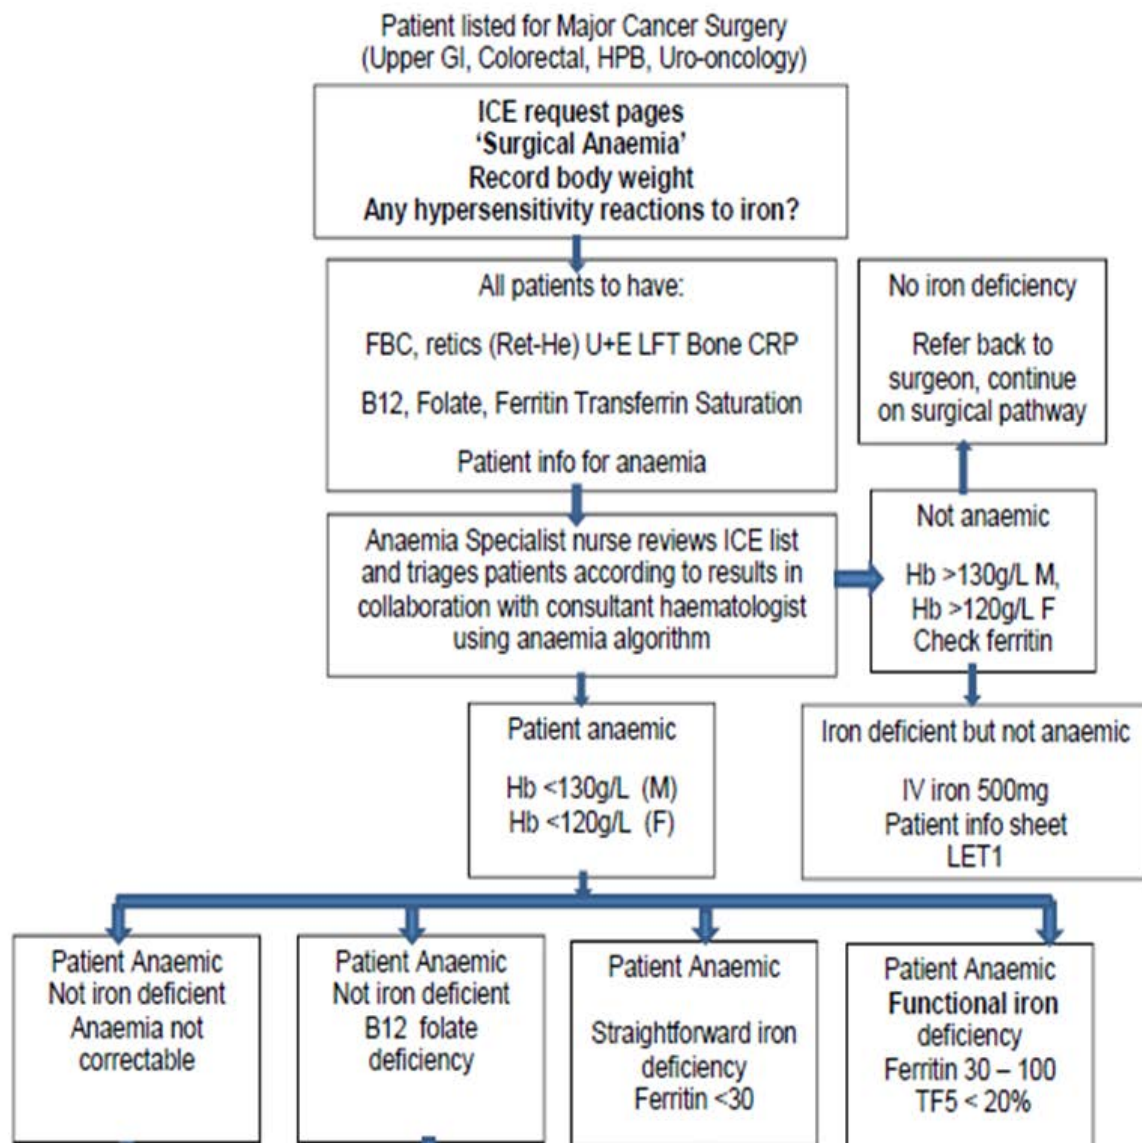 Patient listed for Major Cancer Surgery
(Upper GI, Colorectal, HPB, Uro-oncology)
ICE request pages
‘Surgical Anaemia’
Record body weight
Any hypersensitivity reactions to iron?
All patients to have:
FBC, retics (Ret-He) U+E LFT Bone CRP
B12, Folate, Ferritin Transferrin Saturation
Patient info for anaemia
No iron deficiency
Refer back to
surgeon, continue
on surgical pathway
Anaemia Specialist nurse reviews ICE list
and triages patients according to results in
collaboration with consultant haematologist
using anaemia algorithm
Not anaemic
Hb >130g/L M,
Hb >120g/L F
Check ferritin
Patient anaemic
Hb <130g/L (M)
Hb <120g/L (F)
Iron deficient but not anaemic
IV iron 500mg
Patient info sheet
LET1
Patient Anaemic
Not iron deficient
Anaemia not
correctable
Patient Anaemic
Not iron deficient
B12 folate
deficiency
Patient Anaemic
Straightforward iron
deficiency
Ferritin <30
Patient Anaemic
Functional iron
deficiency
Ferritin 30 – 100
TF5 < 20%